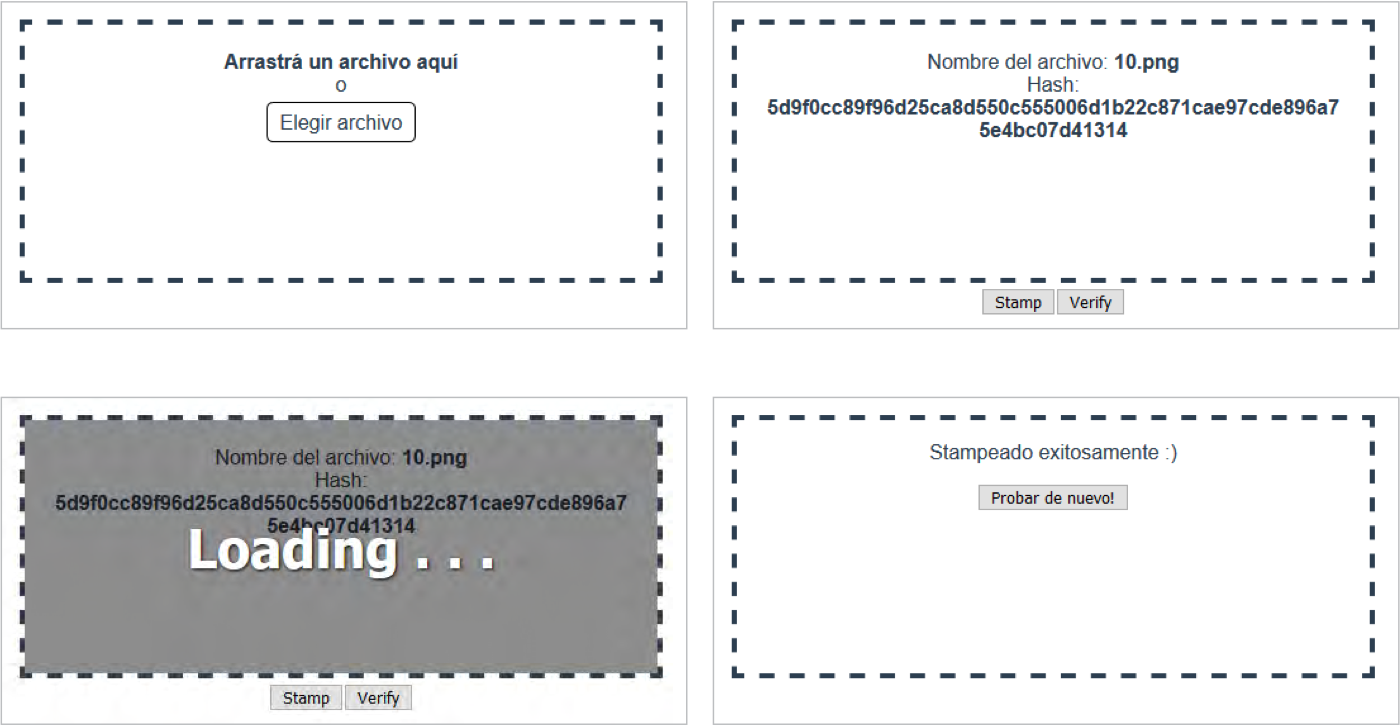 Arrastrá un archivo aquí
o
Elegir archivo
Nombre del archivo: 10.png
Hash:
5d9f0cc89f96d25ca8d550c555006d1b22c871cae97cde896a7
5e4bc07d41314
Stamp Verify
Nombre del archivo: 10.png
Hash:
5d9f0cc89f96d25ca8d550c555006d1b22c871cae97cde896a7
5e4bc07d41314
Loading . . .
Stamp Verify
Stampeado exitosamente :)
Probar de nuevo!